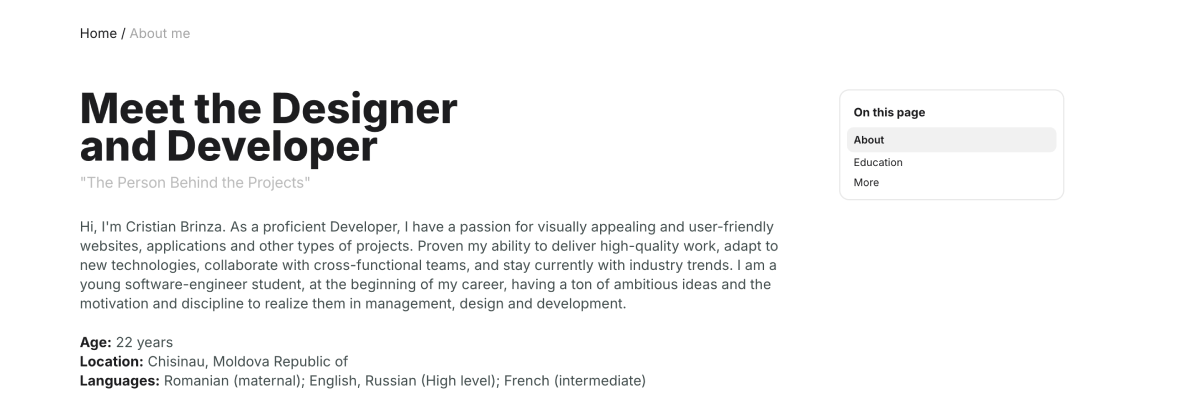 Home / About me
Meet the Designer
and Developer
"The Person Behind the Projects"
Hi, I'm Cristian Brinza. As a proficient Developer, I have a passion for visually appealing and user-friendly
websites, applications and other types of projects. Proven my ability to deliver high-quality work, adapt to
new technologies, collaborate with cross-functional teams, and stay currently with industry trends. I am a
young software-engineer student, at the beginning of my career, having a ton of ambitious ideas and the
motivation and discipline to realize them in management, design and development.
Age: 22 years
Location: Chisinau, Moldova Republic of
Languages: Romanian (maternal); English, Russian (High level); French (intermediate)
On this page
About
Education
More